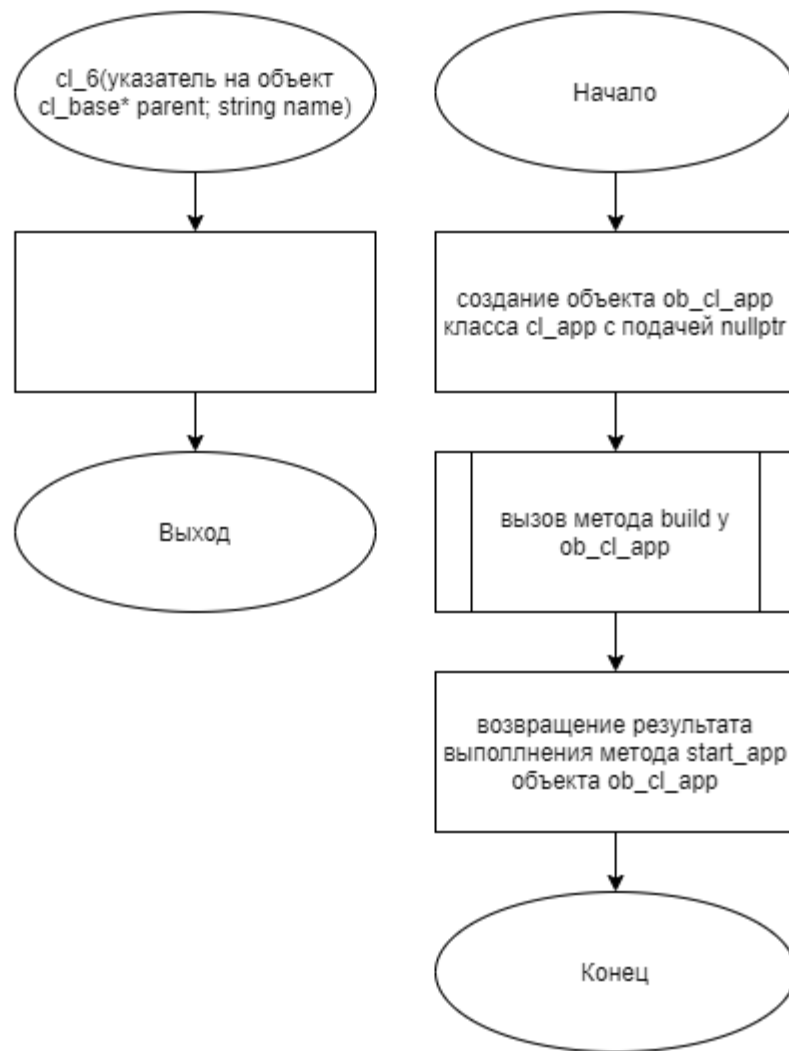 cl_6(указатель на объект
cl_base* parent; string name)
Выход
Начало
создание объекта ob_cl_app
класса cl_app с подачей nullptr
вызов метода build у
ob_cl_app
возвращение результата
выполлнения метода start_app
объекта ob_cl_app
Конец